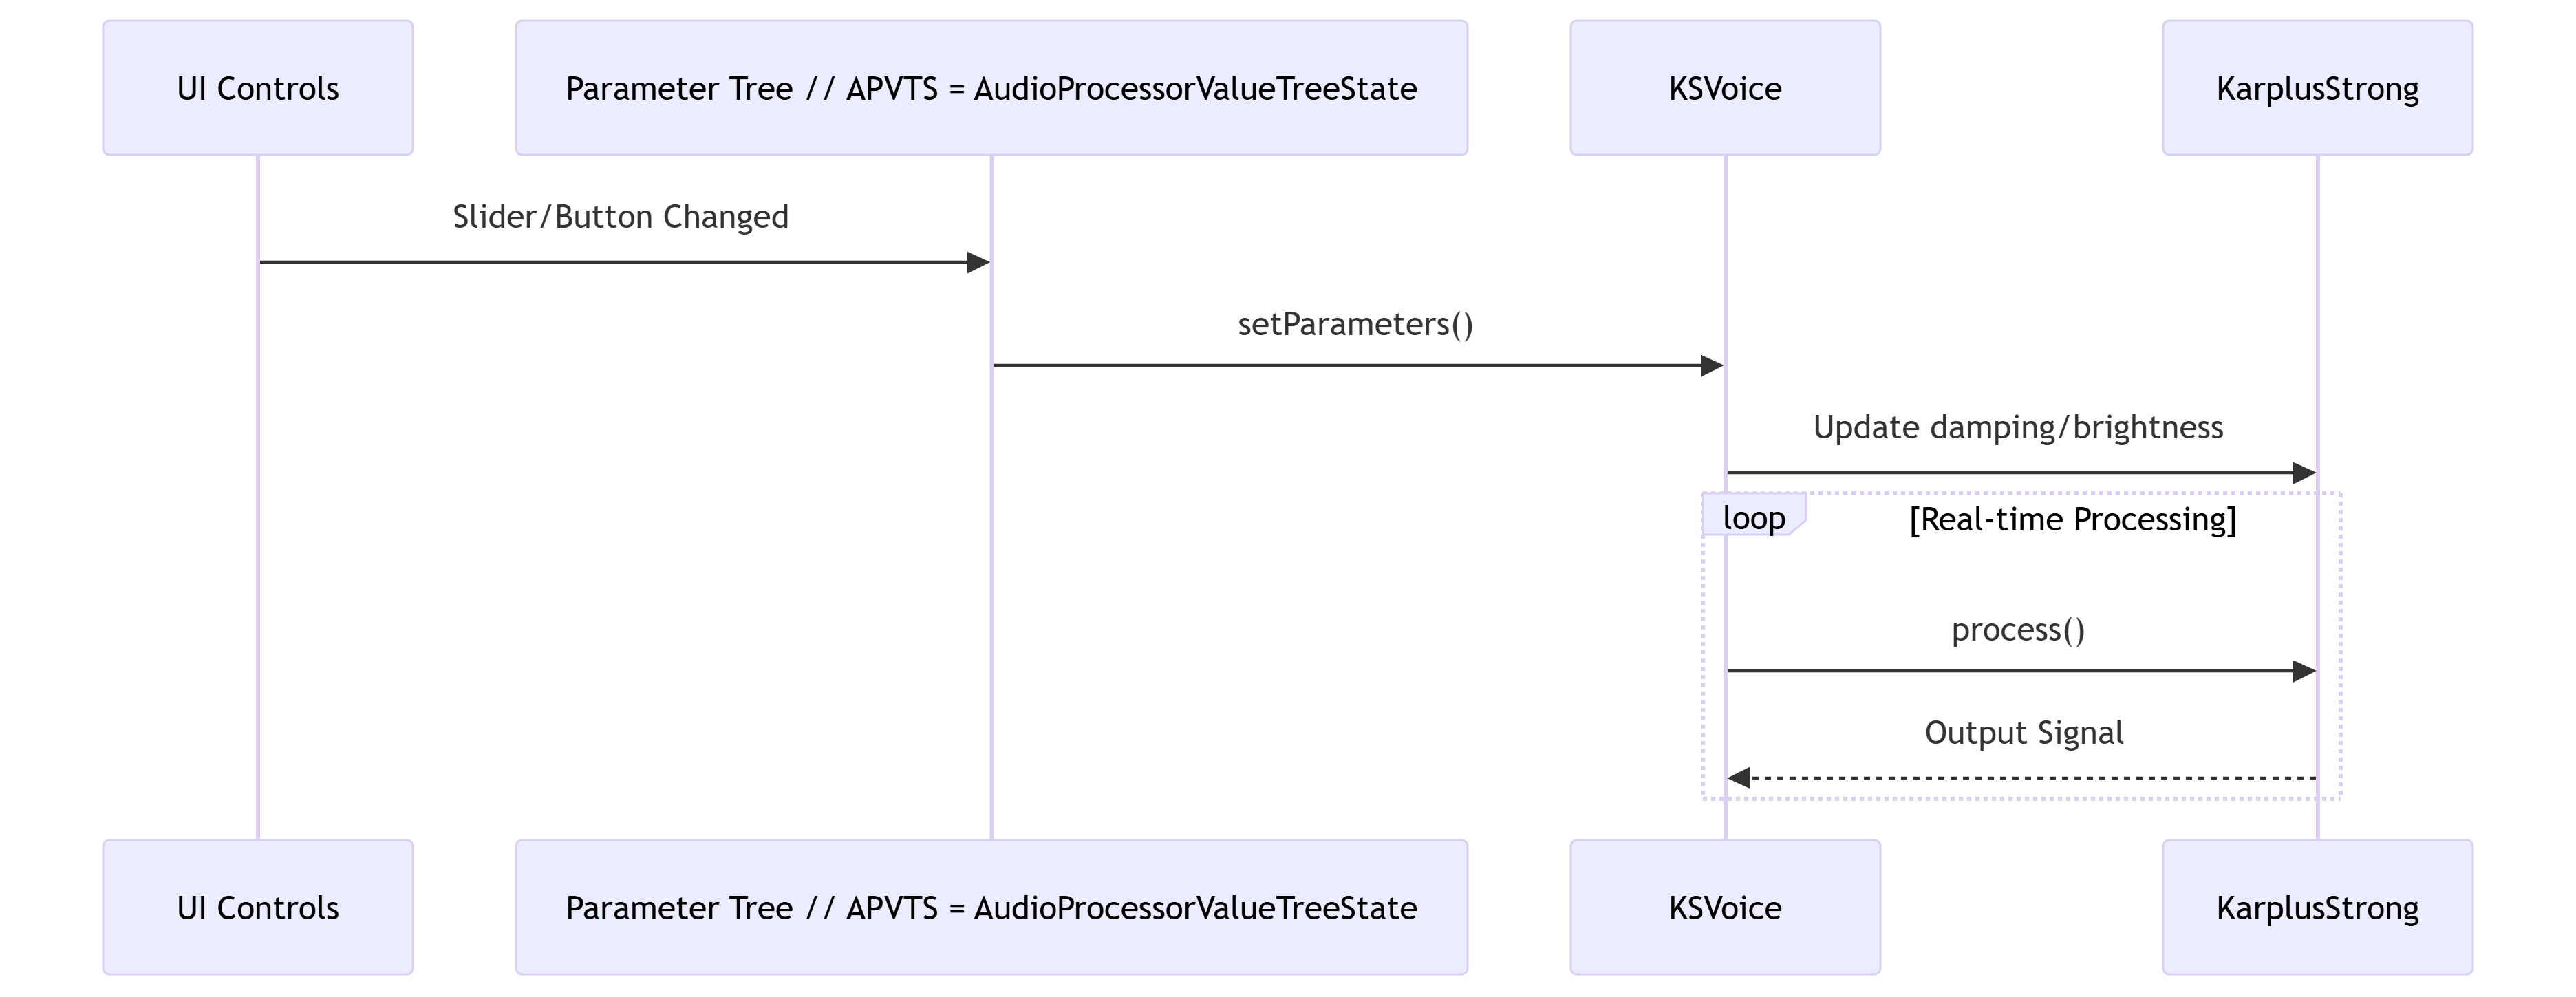 UI Controls
Parameter Tree // APVTS = AudioProcessorValueTreeState
KSVoice
KarplusStrong
Slider/Button Changed
setParameters()
Update damping/brightness
loop
[Real-time Processing]
process()
Output Signal
UI Controls
Parameter Tree // APVTS = AudioProcessorValueTreeState
KSVoice
KarplusStrong